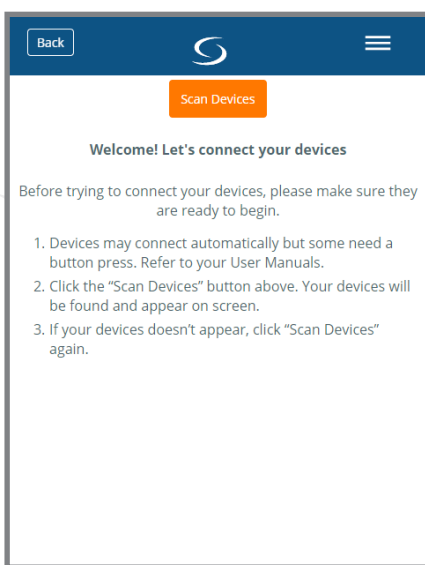 Back
Scan Devices
Welcome! Let's connect your devices
Before trying to connect your devices, please make sure they
are ready to begin.
1. Devices may connect automatically but some need a
button press. Refer to your User Manuals.
2. Click the “Scan Devices” button above. Your devices will
be found and appear on screen.
3. If your devices doesn’t appear, click “Scan Devices”
again.